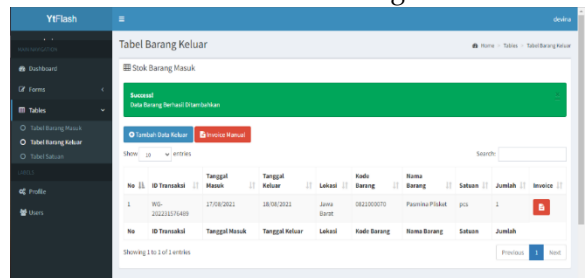 YtFlash
devina
MAIN NAVIGATION
Tabel Barang Keluar
Home > Tables > Tabel Barang Keluar
Dashboard
Forms
Tables
Tabel Barang Masuk
Tabel Barang Keluar
Tabel Satuan
LABELS
Profile
Users
Stok Barang Masuk
Success!
Data Barang Berhasil Ditambahkan
Tambah Data Keluar Invoice Manual
Show 10 entries Search:
No ID Transaksi Tanggal Masuk Tanggal Keluar Lokasi Kode Barang Nama Barang Satuan Jumlah Invoice
1 WG-202231576489 17/08/2021 18/08/2021 Jawa Barat pcs 1
No ID Transaksi Tanggal Masuk Tanggal Keluar Lokasi Kode Barang Nama Barang Satuan Jumlah
Showing 1 to 1 of 1 entries
Previous 1 Next